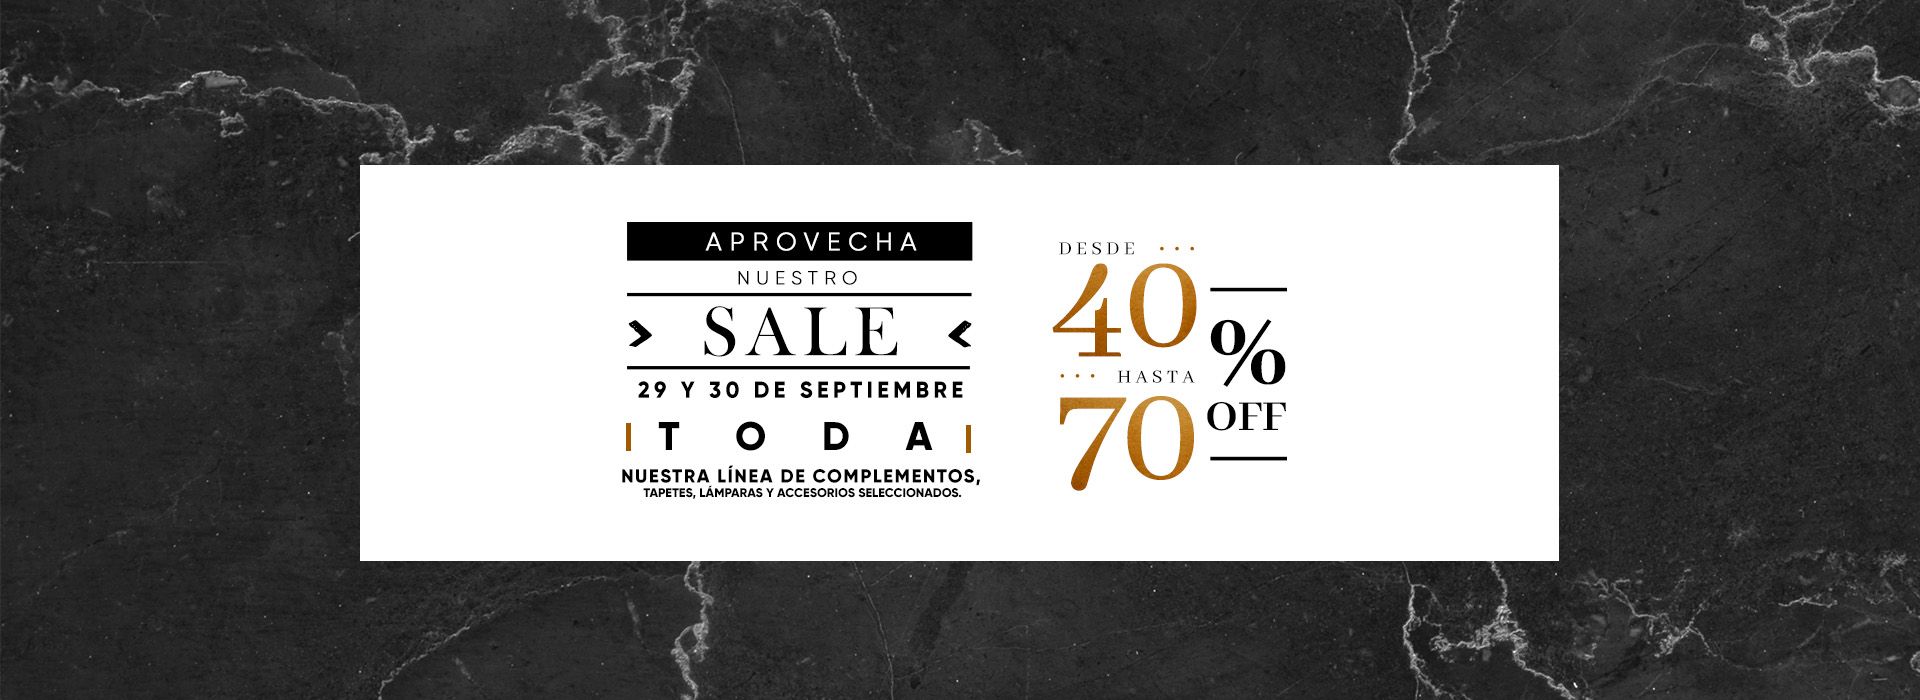 APROVECHA
NUESTRO
SALE
29 Y 30 DE SEPTIEMBRE
TODA
NUESTRA LÍNEA DE COMPLEMENTOS,
TAPETES, LÁMPARAS Y ACCESORIOS SELECCIONADOS.
DESDE
40
HASTA
70
%
OFF